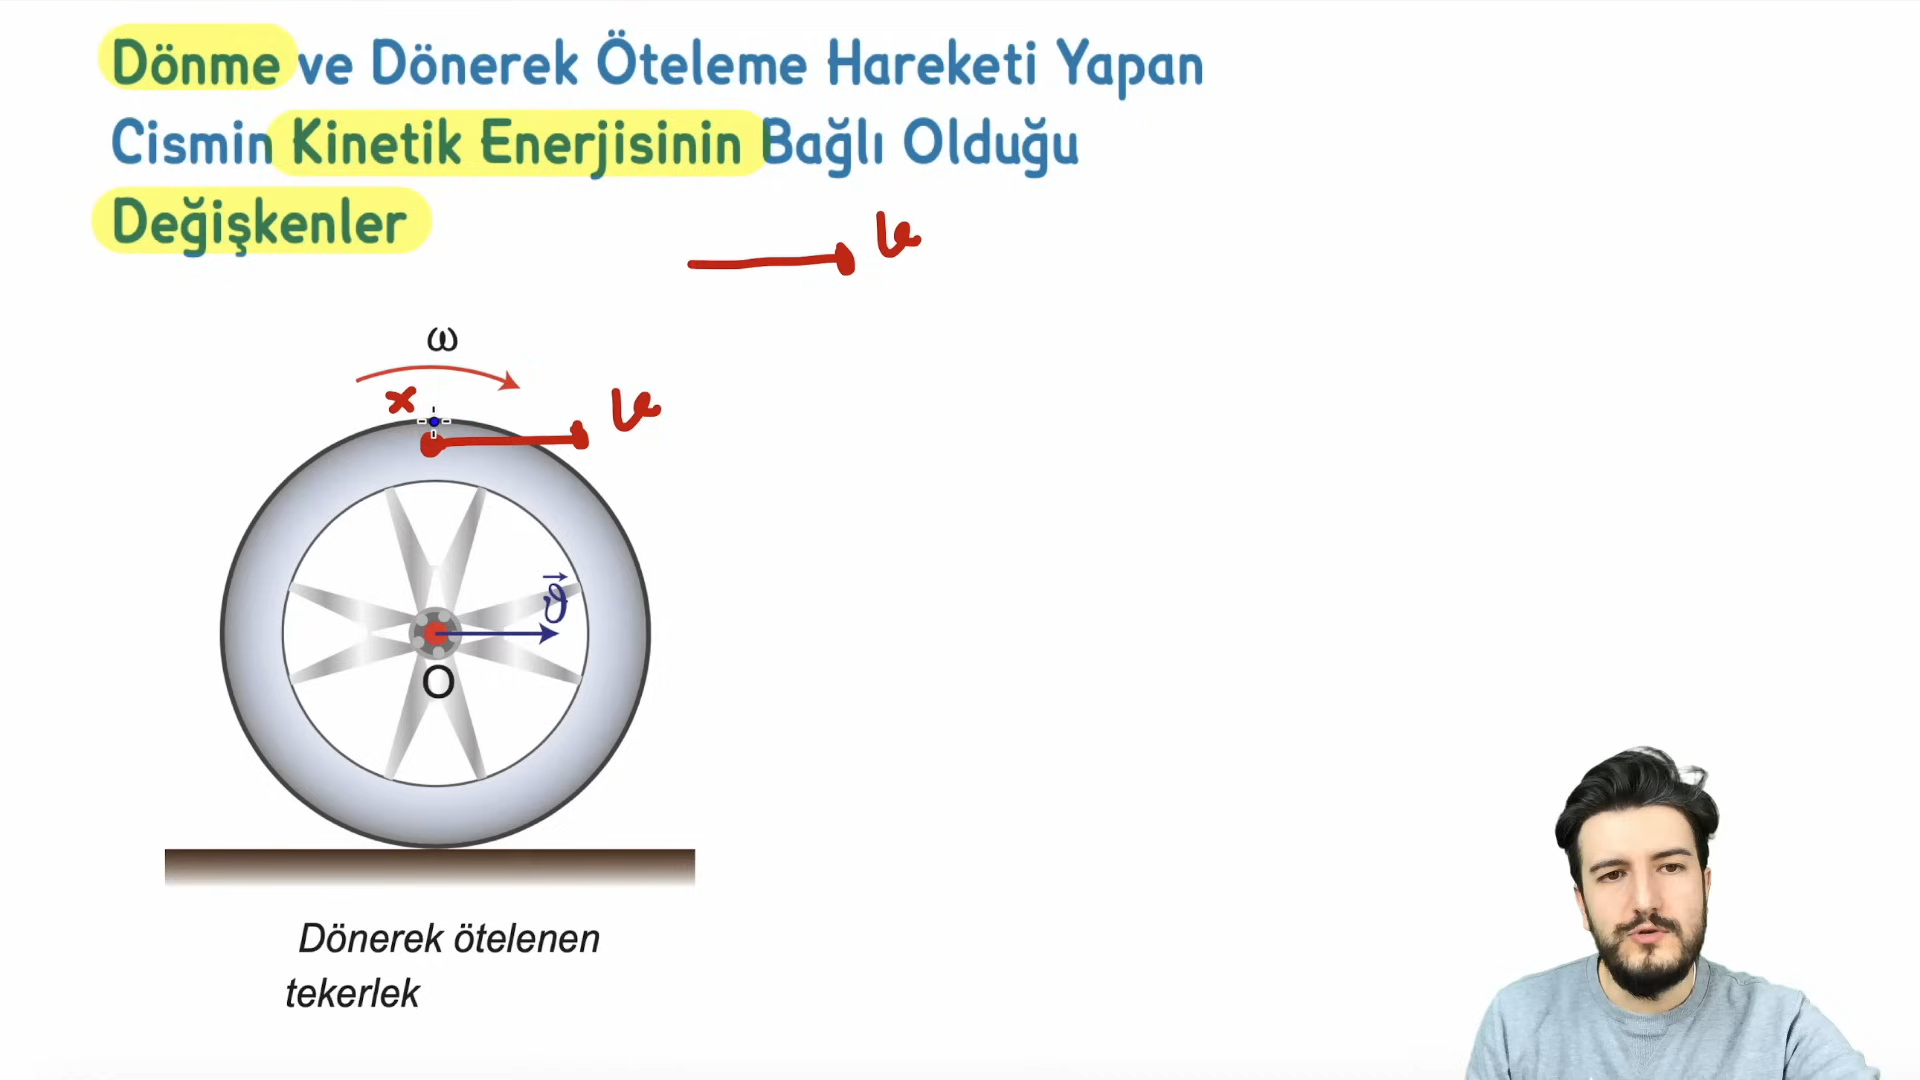 Dönme ve Dönerek Öteleme Hareketi Yapan
Cismin Kinetik Enerjisinin Bağlı Olduğu
Değişkenler
ω
x
O
Dönerek ötelenen
tekerlek